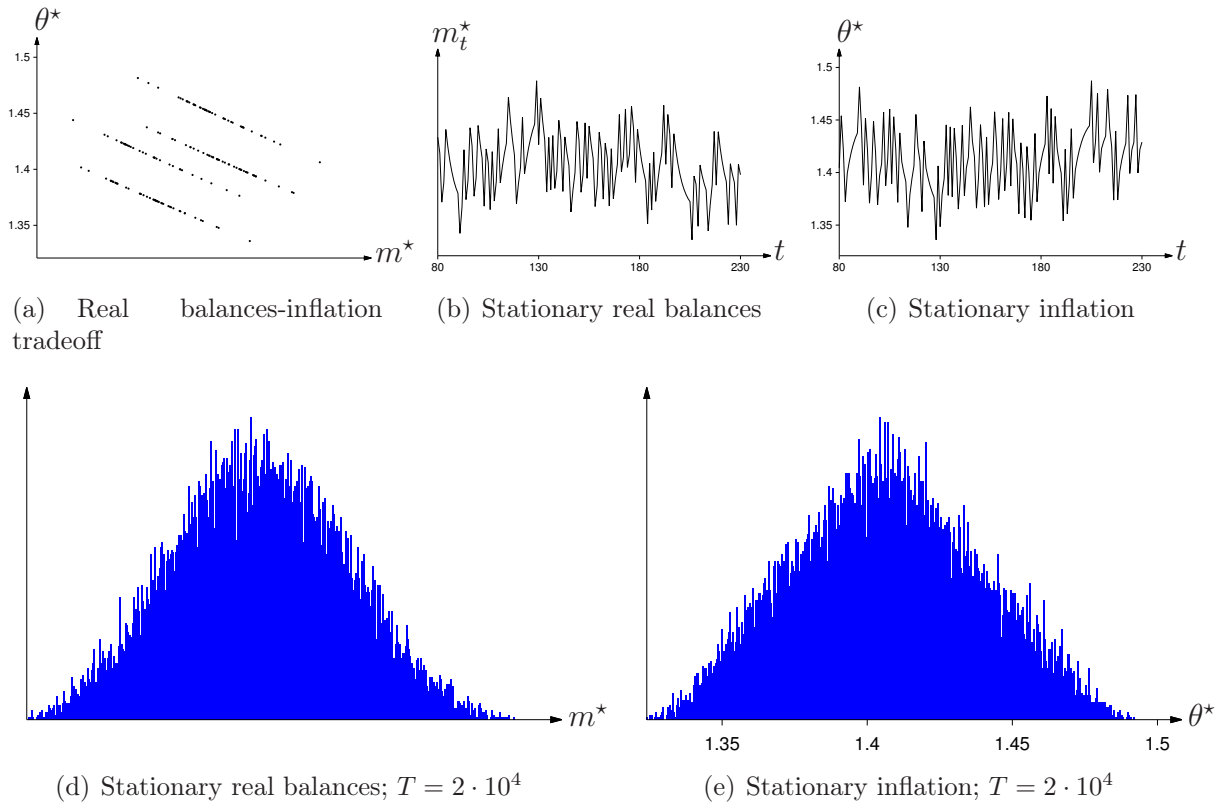 θ⋆
1.5
1.45
1.4
1.35
m⋆
(a) Real balances-inflation
tradeoff
m⋆t
80 130 180 230
t
(b) Stationary real balances
θ⋆
1.5
1.45
1.4
1.35
80 130 180 230
t
(c) Stationary inflation
m⋆
(d) Stationary real balances; T = 2 · 10⁴
1.35 1.4 1.45 1.5
θ⋆
(e) Stationary inflation; T = 2 · 10⁴